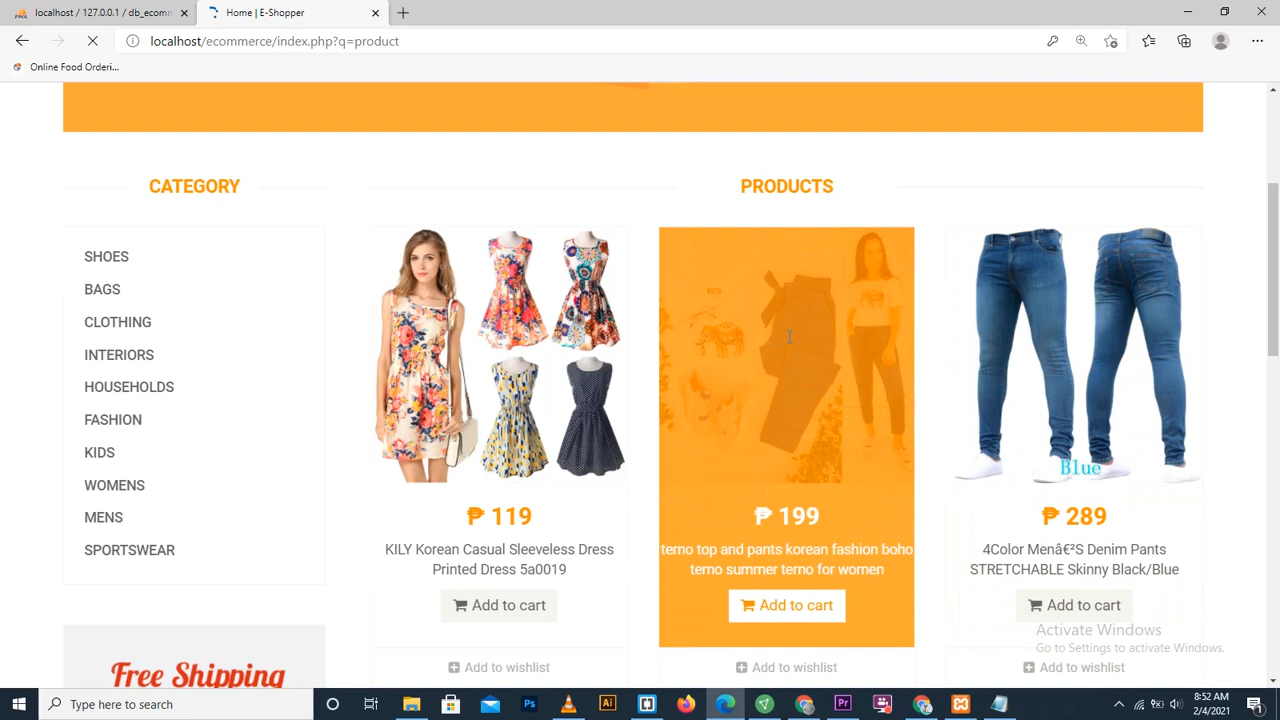 localhost / 127.0.0.1 / db_ecomm
Home | E-Shopper
localhost/ecommerce/index.php?q=product
Online Food Orderi...
CATEGORY
PRODUCTS
SHOES
BAGS
CLOTHING
INTERIORS
HOUSEHOLDS
FASHION
KIDS
WOMENS
MENS
SPORTSWEAR
Free Shipping
₱ 119
KILY Korean Casual Sleeveless Dress
Printed Dress 5a0019
Add to cart
Add to wishlist
₱ 199
terno top and pants korean fashion boho
terno summer terno for women
Add to cart
Add to wishlist
Blue
₱ 289
4Color Menâ€²S Denim Pants
STRETCHABLE Skinny Black/Blue
Add to cart
Add to wishlist
Activate Windows
Go to Settings to activate Windows.
Type here to search
8:52 AM
2/4/2021